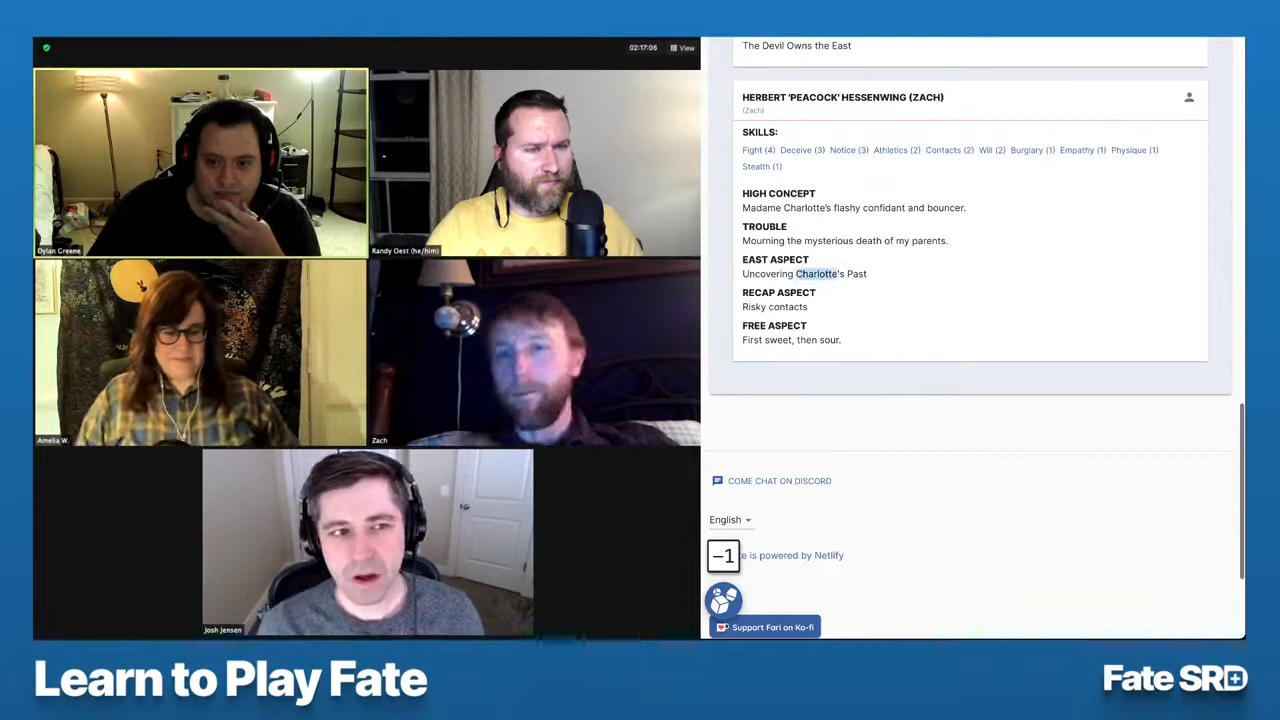 02:17:05
View
Dylan Greene
Randy Oest (he/him)
Amelia W.
Zach
Josh Jensen
The Devil Owns the East
HERBERT 'PEACOCK' HESSENWING (ZACH)
(Zach)
SKILLS:
Fight (4) Deceive (3) Notice (3) Athletics (2) Contacts (2) Will (2) Burglary (1) Empathy (1) Physique (1)
Stealth (1)
HIGH CONCEPT
Madame Charlotte's flashy confidant and bouncer.
TROUBLE
Mourning the mysterious death of my parents.
EAST ASPECT
Uncovering Charlotte's Past
RECAP ASPECT
Risky contacts
FREE ASPECT
First sweet, then sour.
COME CHAT ON DISCORD
English
−1
e is powered by Netlify
Support Fari on Ko-fi
Learn to Play Fate
Fate SRD